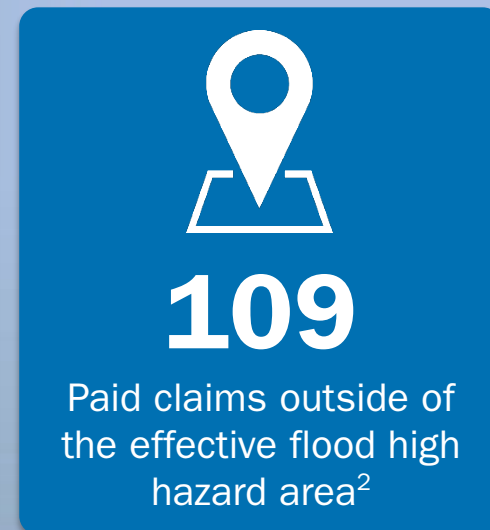 109
Paid claims outside of
the effective flood high
hazard area²